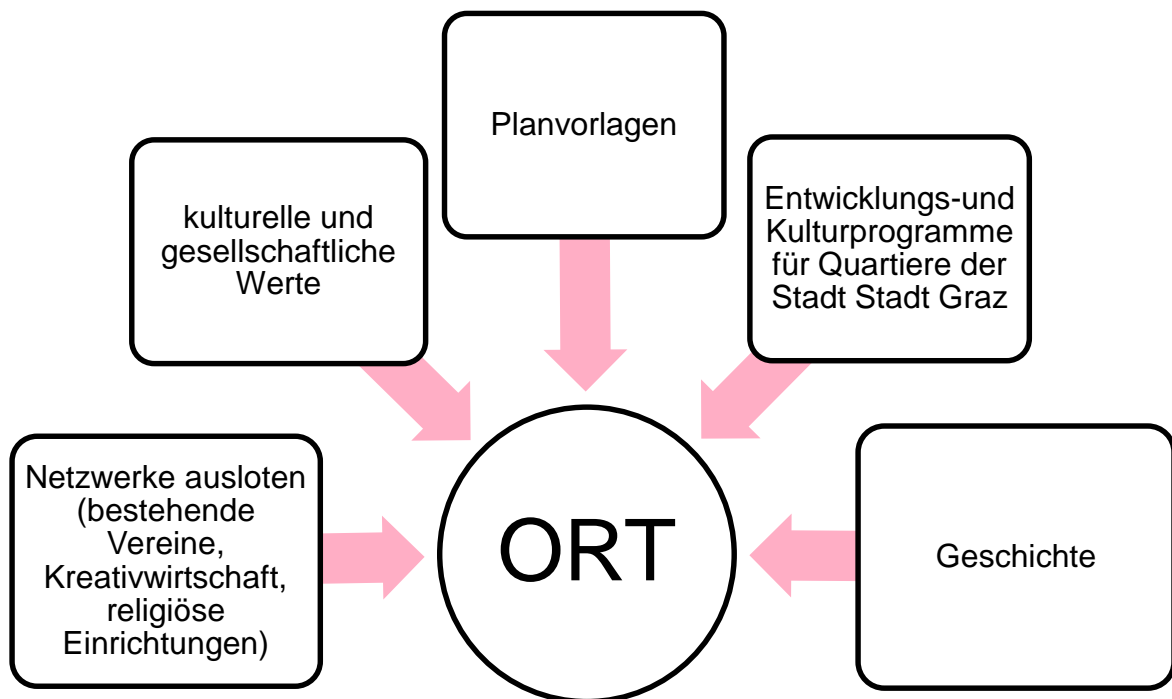 Planvorlagen
kulturelle und
gesellschaftliche
Werte
Entwicklungs-und
Kulturprogramme
für Quartiere der
Stadt Stadt Graz
Netzwerke ausloten
(bestehende
Vereine,
Kreativwirtschaft,
religiöse
Einrichtungen)
ORT
Geschichte